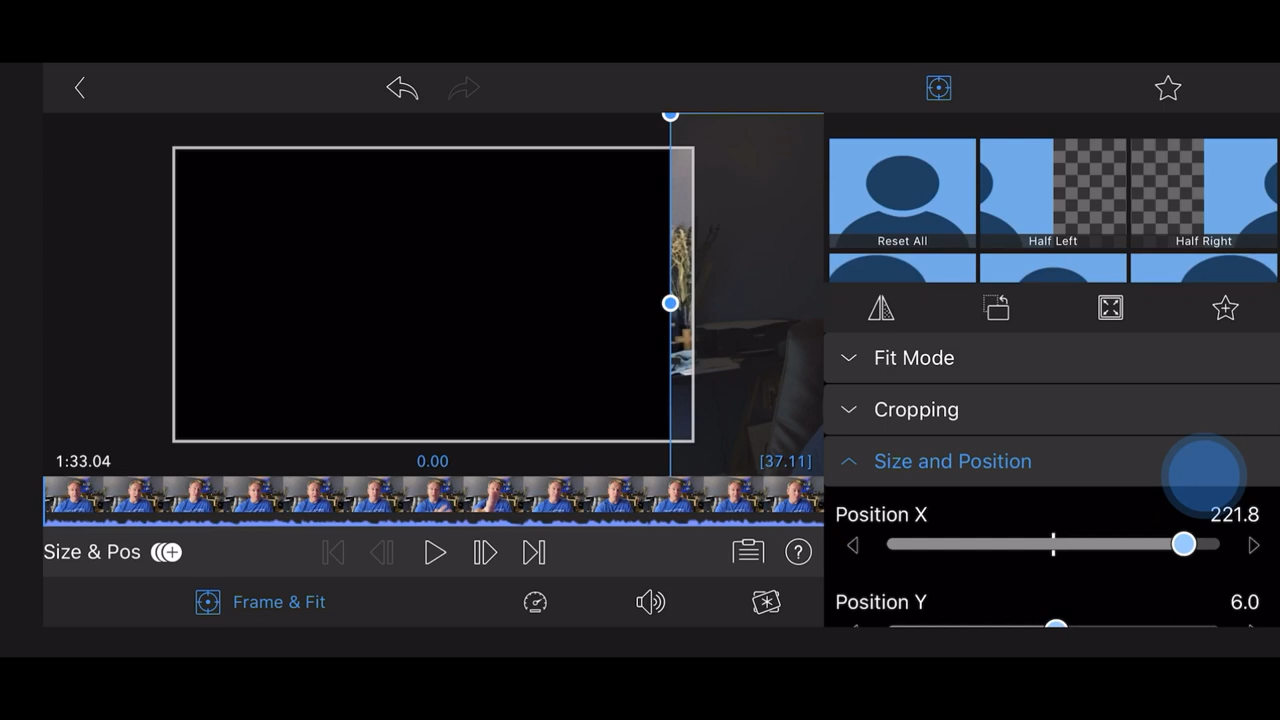 Reset All
Half Left
Half Right
Fit Mode
Cropping
1:33.04
0.00
[37.11]
Size and Position
Position X
221.8
Size & Pos
?
Frame & Fit
Position Y
6.0